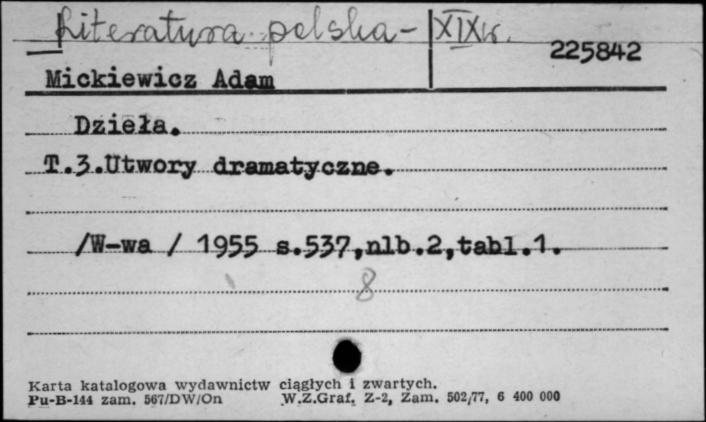 Literatura polska - XIXw.
225842
Mickiewicz Adam
Dzieła.
T.3.Utwory dramatyczne.
/W-wa / 1955 s.537,nlb.2,tabl.1.
8
Karta katalogowa wydawnictw ciągłych i zwartych.
Pu-B-144 zam. 567/DW/On W.Z.Graf. Z-2, Zam. 502/77, 6 400 000